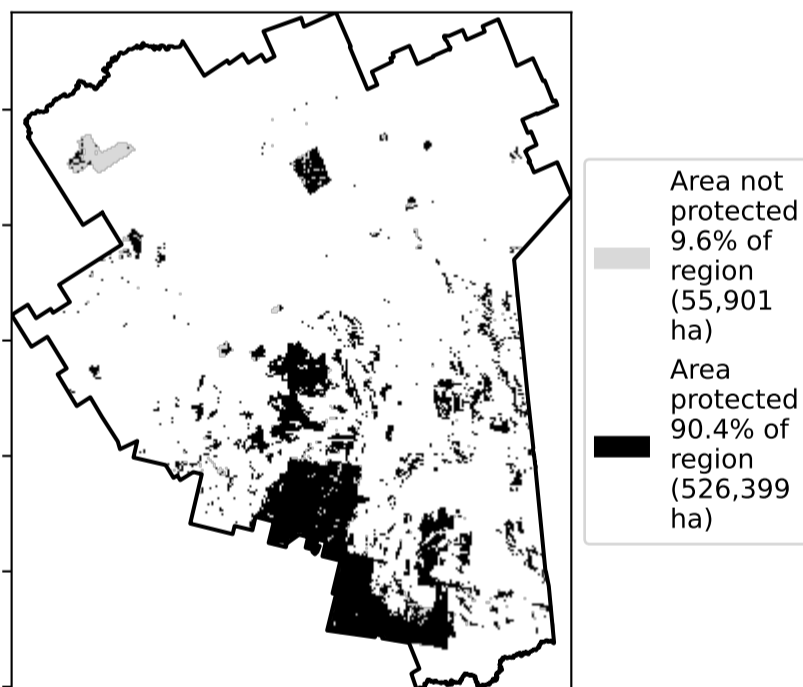 Area not
protected
9.6% of
region
(55,901
ha)
Area
protected
90.4% of
region
(526,399
ha)